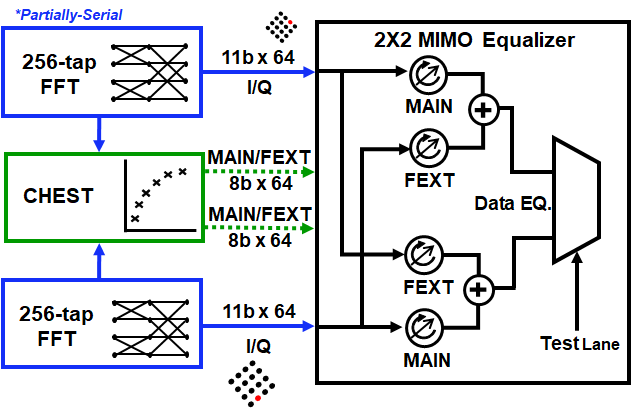 *Partially-Serial
256-tap
FFT
11b x 64
I/Q
2X2 MIMO Equalizer
MAIN
FEXT
CHEST
MAIN/FEXT
8b x 64
MAIN/FEXT
8b x 64
Data EQ.
FEXT
MAIN
256-tap
FFT
11b x 64
I/Q
Test Lane